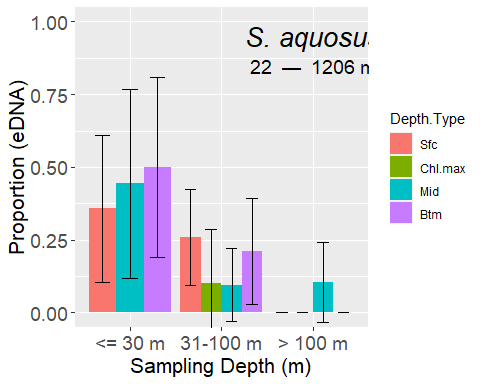 S. aquosus
22 — 1206 m
1.00
0.75
0.50
0.25
0.00
Proportion (eDNA)
<= 30 m
31-100 m
> 100 m
Sampling Depth (m)
Depth.Type
Sfc
Chl.max
Mid
Btm